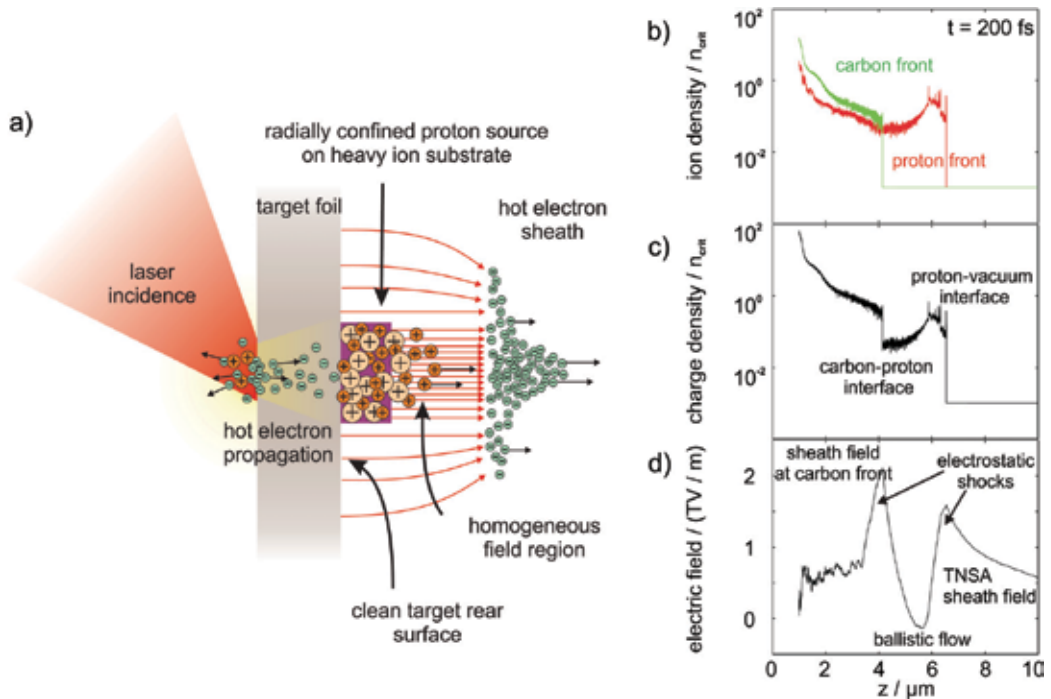 a)
radially confined proton source
on heavy ion substrate
target foil
hot electron
sheath
laser
incidence
hot electron
propagation
homogeneous
field region
clean target rear
surface
b)
t = 200 fs
carbon front
proton front
ion density / n_crit
10^2
10^0
10^-2
c)
proton-vacuum
interface
carbon-proton
interface
charge density / n_crit
10^2
10^0
10^-2
d)
sheath field
at carbon front
electrostatic
shocks
TNSA
sheath field
ballistic flow
electric field / (TV / m)
2
1
0
0 2 4 6 8 10
z / µm